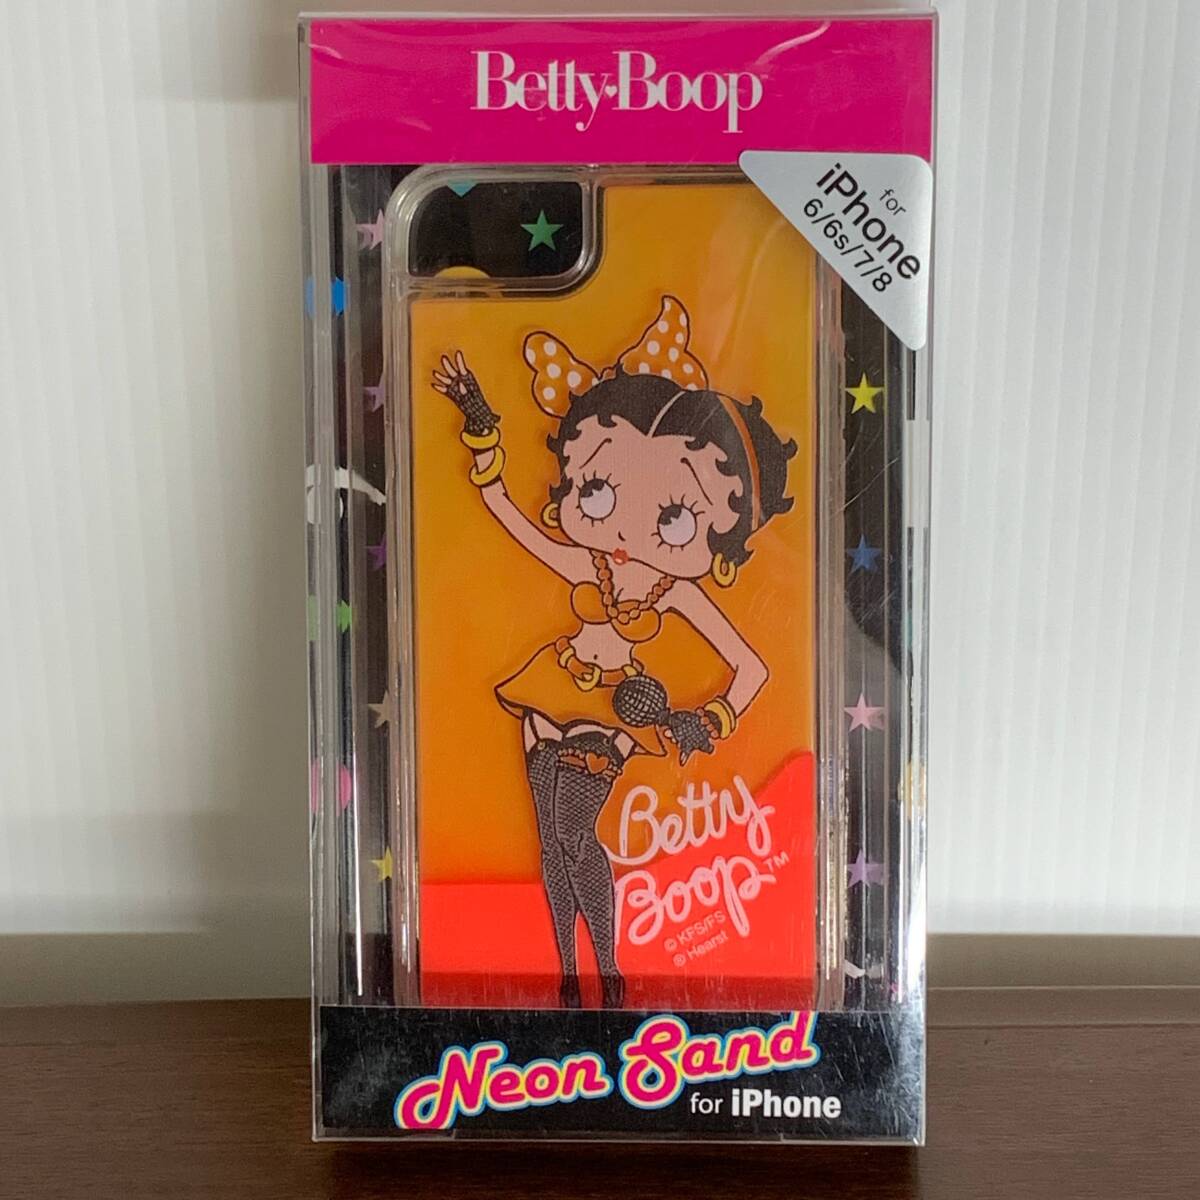 Betty Boop
for
iPhone
6/6s/7/8
Betty
Boop™
© KFS/FS
® Hearst
Neon Sand
for iPhone